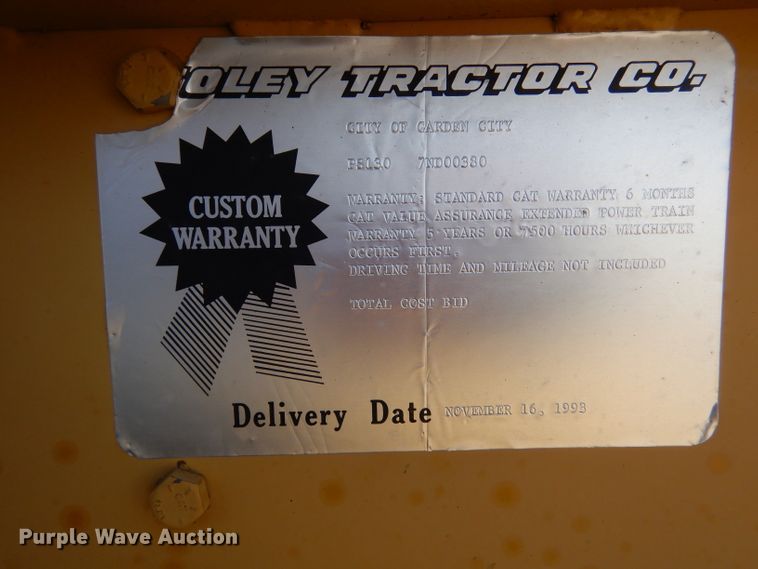 OLEY TRACTOR CO.
CITY OF GARDEN CITY
PS130 7ND00380
CUSTOM
WARRANTY
WARRANTY: STANDARD CAT WARRANTY 6 MONTHS
CAT VALUE ASSURANCE EXTENDED POWER TRAIN
WARRANTY 5 YEARS OR 7500 HOURS WHICHEVER
OCCURS FIRST.
DRIVING TIME AND MILEAGE NOT INCLUDED
TOTAL COST BID
Delivery Date NOVEMBER 16, 1993
Purple Wave Auction